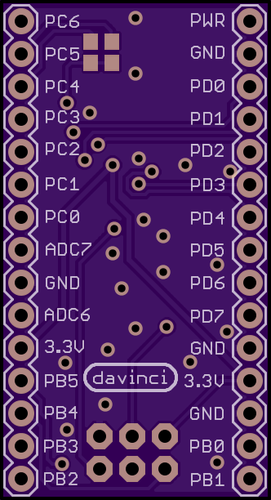 PC6 PWR
PC5 GND
PC4 PD0
PC3 PD1
PC2 PD2
PC1 PD3
PC0 PD4
ADC7 PD5
GND PD6
ADC6 PD7
3.3V GND
davinci
PB5 3.3V
PB4 GND
PB3 PB0
PB2 PB1